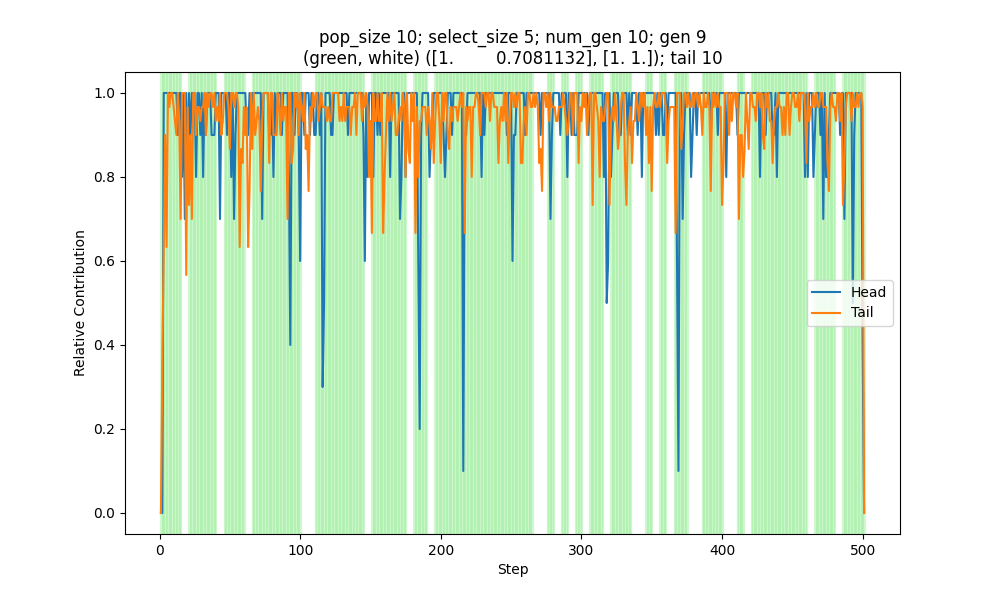 pop_size 10; select_size 5; num_gen 10; gen 9
(green, white) ([1.        0.7081132], [1. 1.]); tail 10
1.0
0.8
0.6
0.4
0.2
0.0
Relative Contribution
Head
Tail
0 100 200 300 400 500
Step